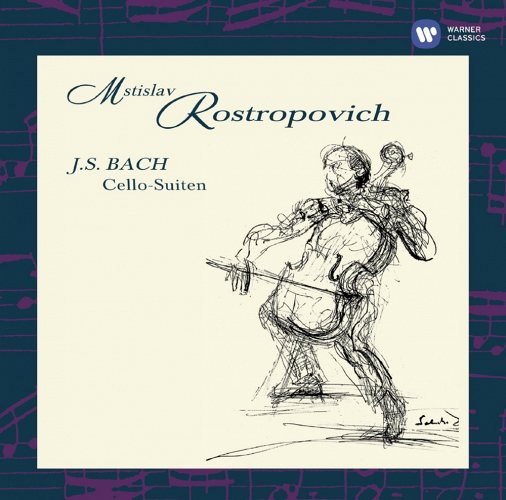 WARNER
CLASSICS
Mstislav
Rostropovich
J.S. BACH
Cello-Suiten